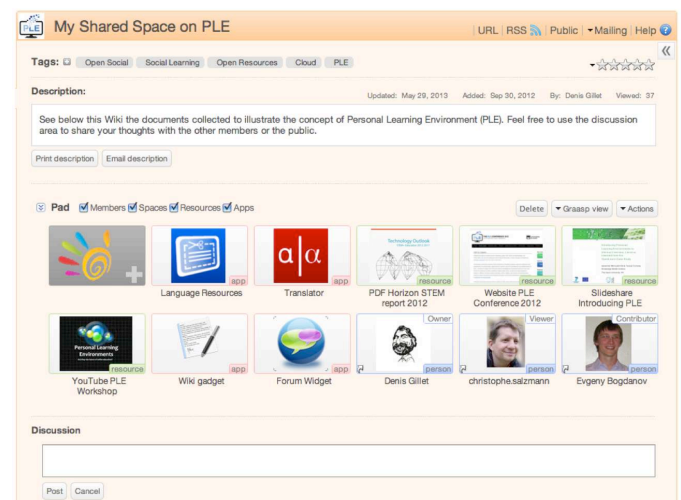 PLE My Shared Space on PLE
URL RSS Public Mailing Help ?
Tags: Open Social Social Learning Open Resources Cloud PLE
Description:
Updated: May 29, 2013 Added: Sep 30, 2012 By: Denis Gillet Viewed: 37
See below this Wiki the documents collected to illustrate the concept of Personal Learning Environment (PLE). Feel free to use the discussion
area to share your thoughts with the other members or the public.
Print description Email description
Pad Members Spaces Resources Apps
Delete Graasp view Actions
a|α
Technology Outlook
app app resource resource resource
Language Resources Translator PDF Horizon STEM report 2012 Website PLE Conference 2012 Slideshare Introducing PLE
Personal Learning
Environments
Owner Viewer Contributor
resource app app person person person
YouTube PLE Workshop Wiki gadget Forum Widget Denis Gillet christophe.salzmann Evgeny Bogdanov
Discussion
Post Cancel